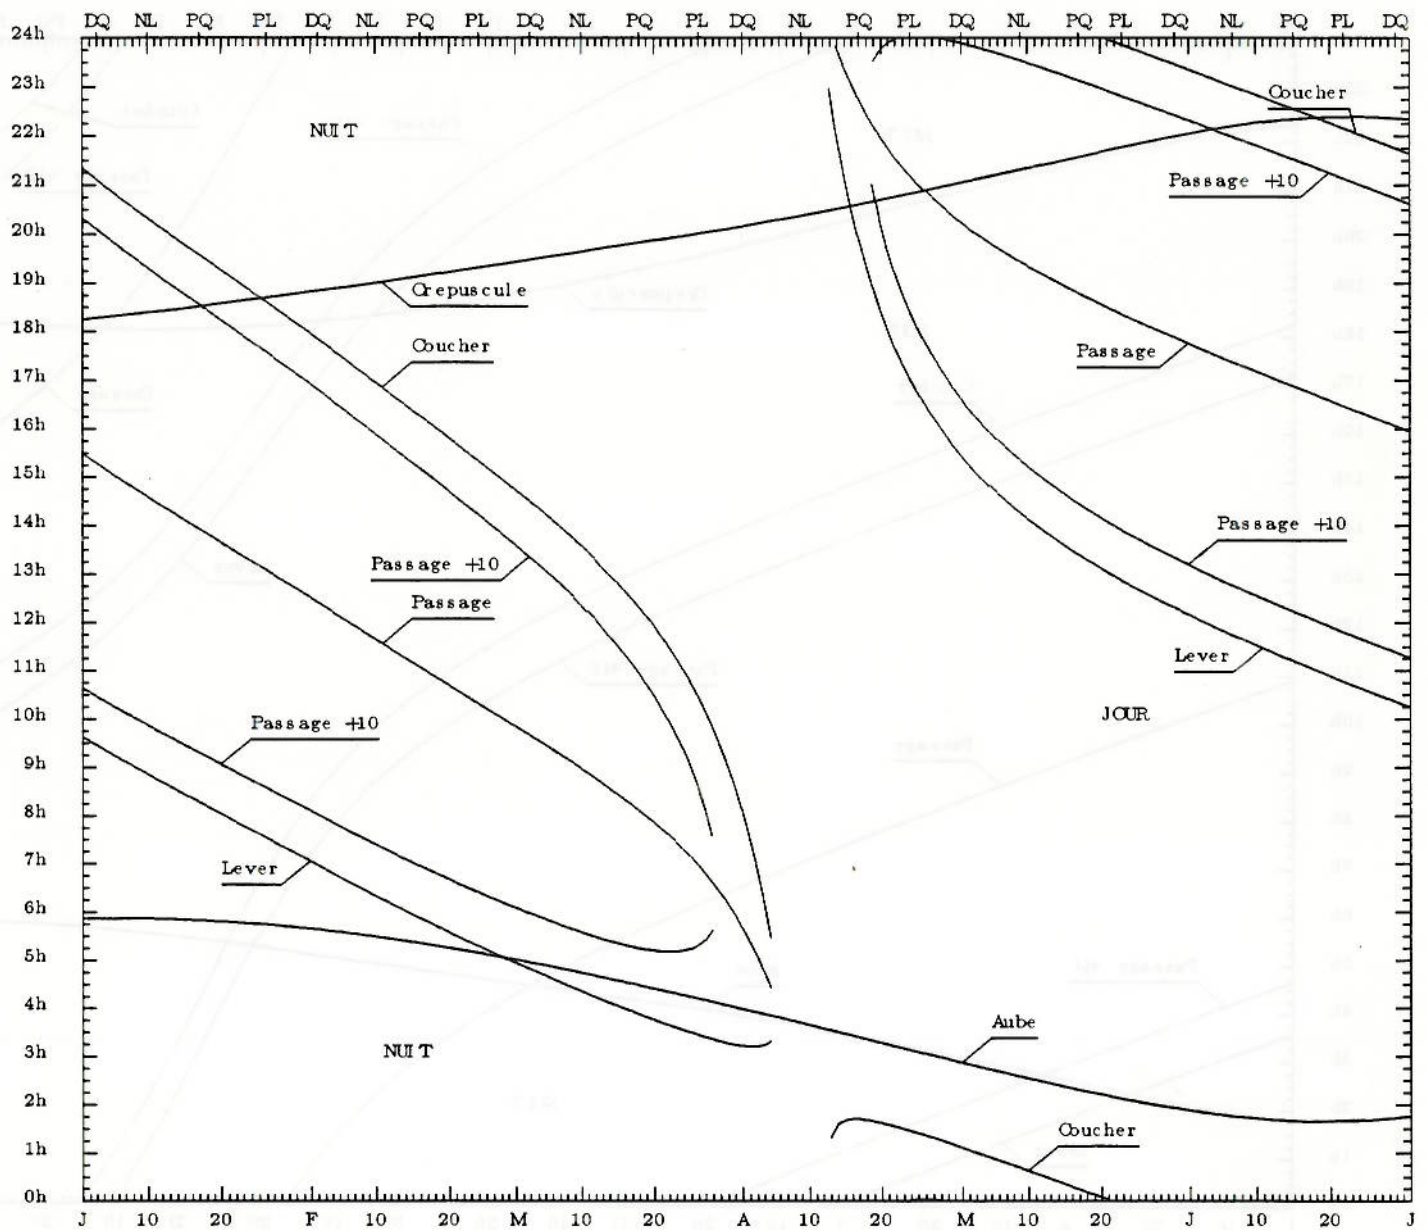 DQ NL PQ PL DQ NL PQ PL DQ NL PQ PL DQ NL PQ PL DQ NL PQ PL DQ NL PQ PL DQ
24h
23h
Coucher
NUIT
22h
21h
Passage +10
20h
19h
Crepuscule
18h
Coucher
Passage
17h
16h
15h
14h
Passage +10
13h
Passage +10
Passage
12h
11h
Lever
10h
Passage +10
JOUR
9h
8h
7h
Lever
6h
5h
4h
Aube
3h
NUIT
2h
Coucher
1h
0h
J 10 20 F 10 20 M 10 20 A 10 20 M 10 20 J 10 20 J